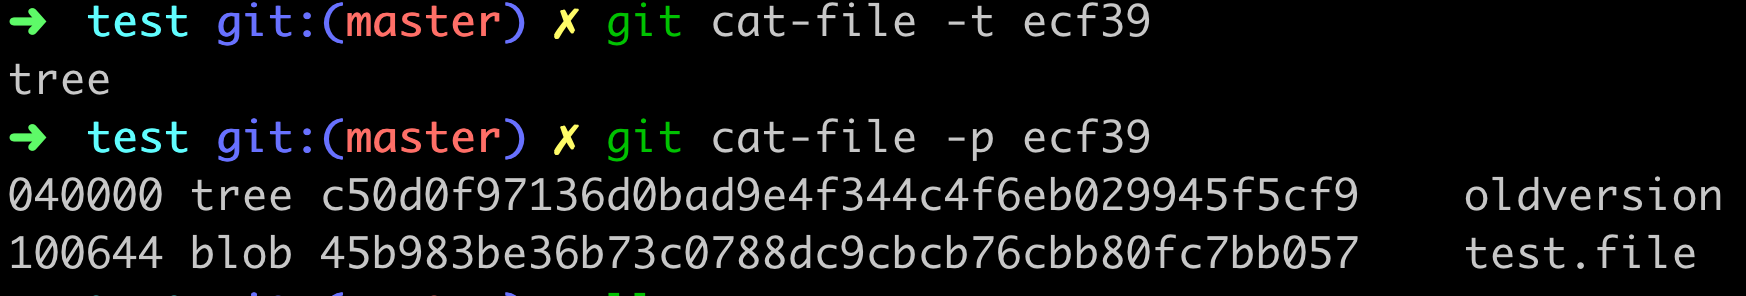 ➜ test git:(master) ✗ git cat-file -t ecf39
tree
➜ test git:(master) ✗ git cat-file -p ecf39
040000 tree c50d0f97136d0bad9e4f344c4f6eb029945f5cf9 oldversion
100644 blob 45b983be36b73c0788dc9cbcb76cbb80fc7bb057 test.file